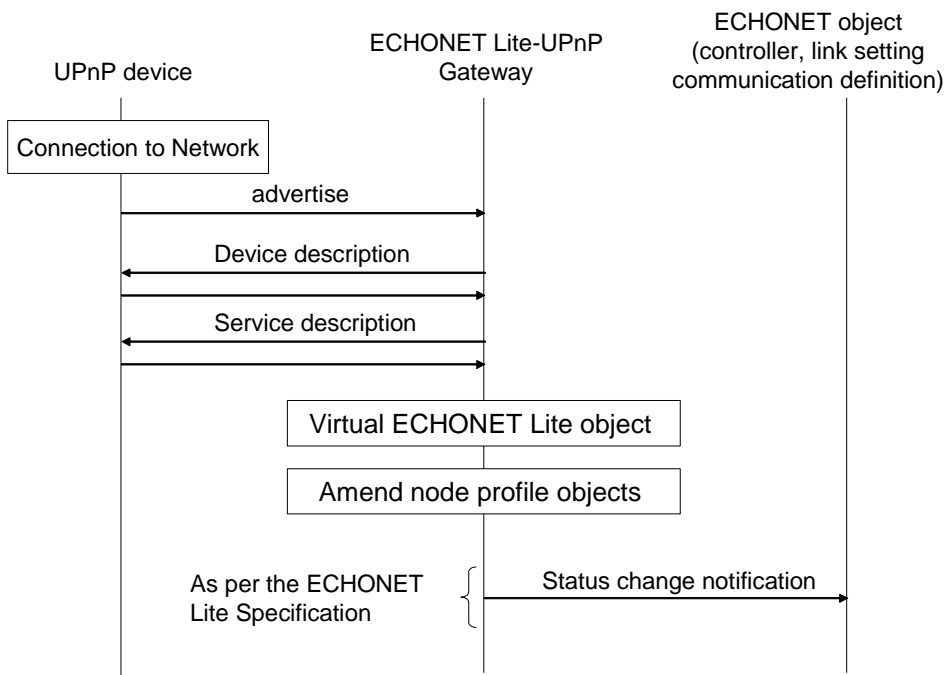 UPnP device
ECHONET Lite-UPnP
Gateway
ECHONET object
(controller, link setting
communication definition)
Connection to Network
advertise
Device description
Service description
Virtual ECHONET Lite object
Amend node profile objects
As per the ECHONET
Lite Specification
Status change notification